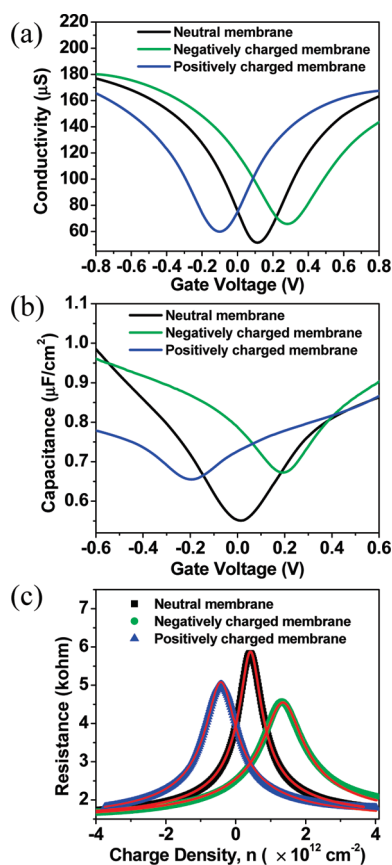 (a)
Neutral membrane
Negatively charged membrane
Positively charged membrane
220
200
180
160
140
120
100
80
60
Conductivity (μS)
-0.8 -0.6 -0.4 -0.2 0.0 0.2 0.4 0.6 0.8
Gate Voltage (V)
(b)
Neutral membrane
Negatively charged membrane
Positively charged membrane
1.1
1.0
0.9
0.8
0.7
0.6
Capacitance (μF/cm²)
-0.6 -0.4 -0.2 0.0 0.2 0.4 0.6
Gate Voltage (V)
(c)
Neutral membrane
Negatively charged membrane
Positively charged membrane
7
6
5
4
3
2
Resistance (kohm)
-4 -2 0 2 4
Charge Density, n ( × 10¹² cm⁻²)